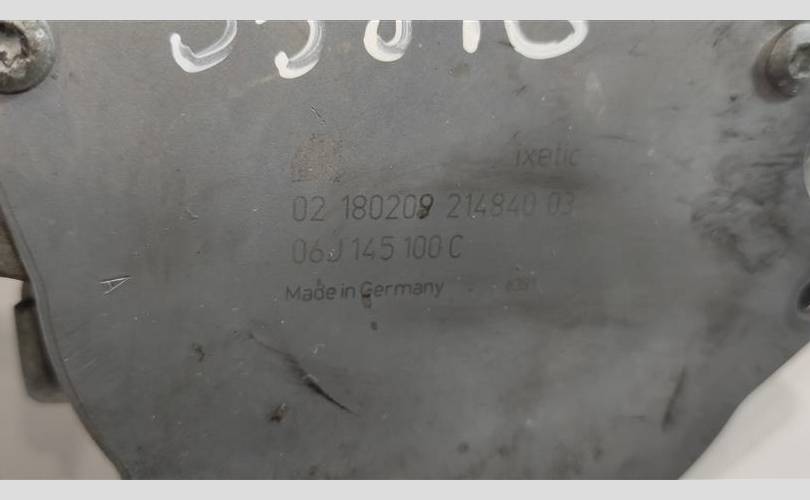 ixetic
02 180209 214840 03
06J 145 100 C
Made in Germany